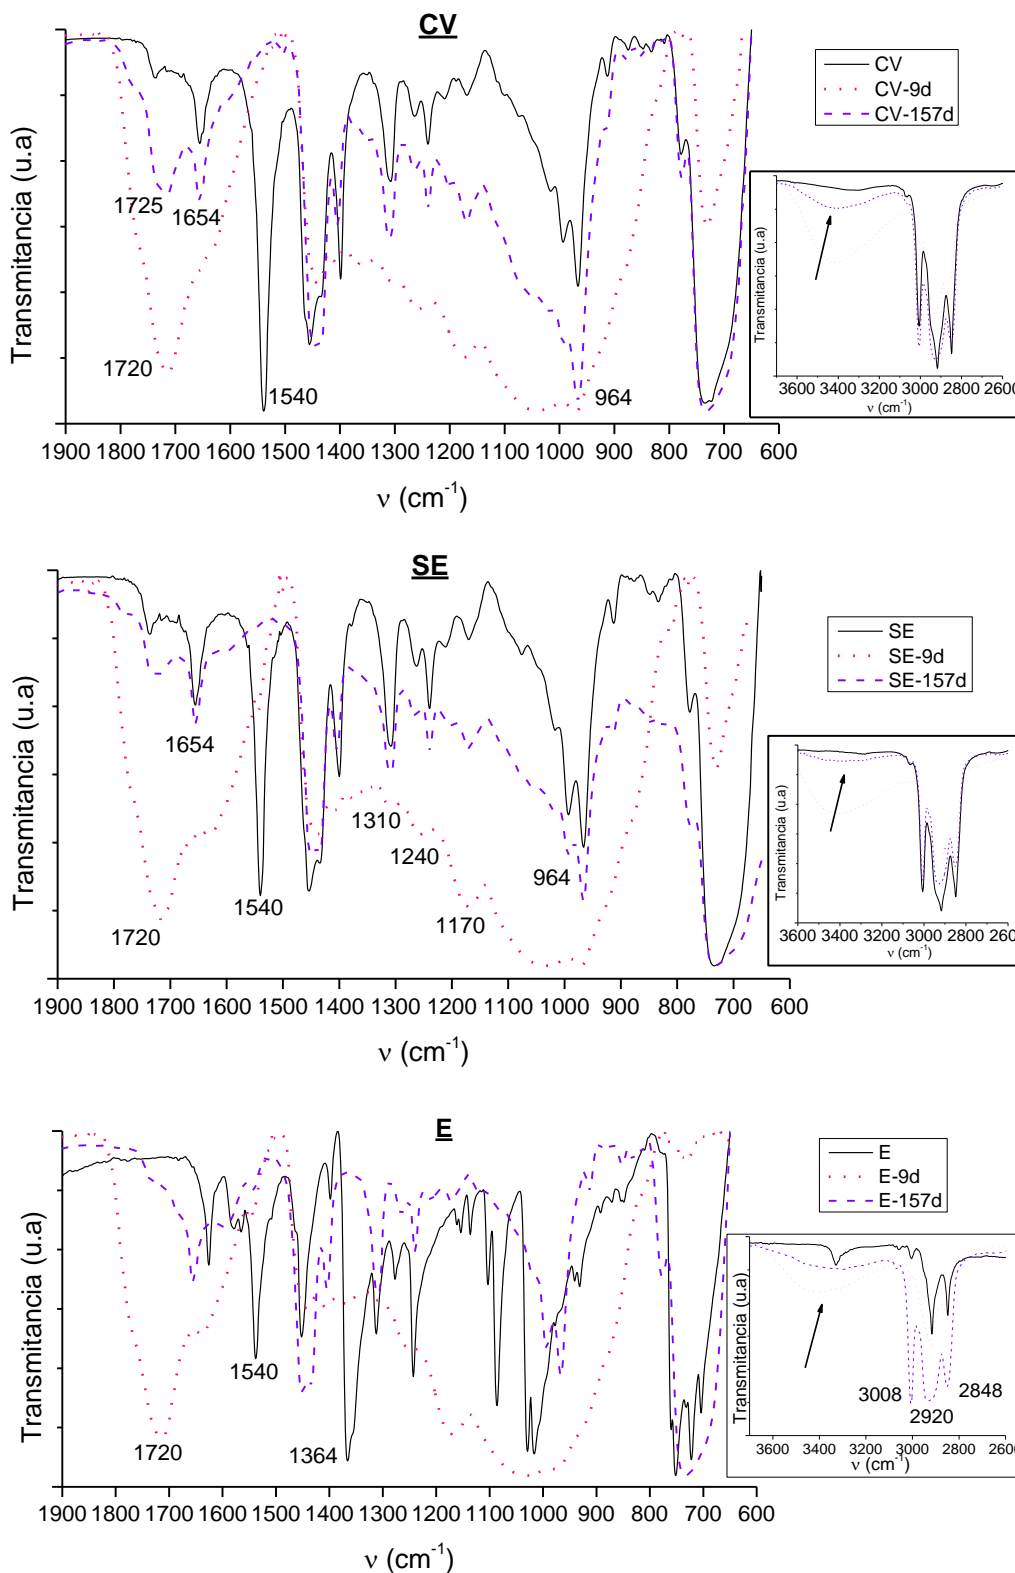 CV
Transmitancia (u.a)
1725
1654
1720
1540
964
1900 1800 1700 1600 1500 1400 1300 1200 1100 1000 900 800 700 600
ν (cm-1)
CV
CV-9d
CV-157d
Transmitancia (u.a)
3600 3400 3200 3000 2800 2600
ν (cm-1)
SE
Transmitancia (u.a)
1654
1310
1240
1540
964
1720
1170
1900 1800 1700 1600 1500 1400 1300 1200 1100 1000 900 800 700 600
ν (cm-1)
SE
SE-9d
SE-157d
Transmitancia (u.a)
3600 3400 3200 3000 2800 260
ν (cm-1)
E
Transmitancia (u.a)
1540
1720
1364
1900 1800 1700 1600 1500 1400 1300 1200 1100 1000 900 800 700 600
ν (cm-1)
E
E-9d
E-157d
Transmitancia (u.a)
3008
2920
2848
3600 3400 3200 3000 2800 2600
ν (cm-1)